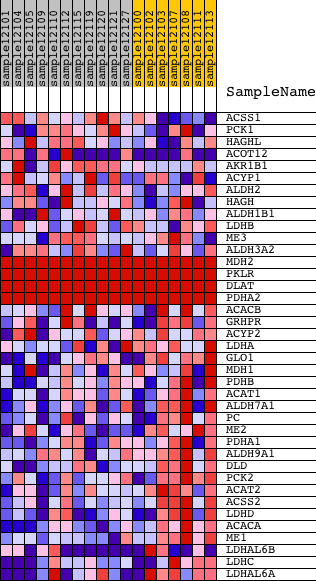 sample12101
sample12104
sample12105
sample12109
sample12110
sample12112
sample12115
sample12119
sample12120
sample12121
sample12127
sample12100
sample12102
sample12103
sample12107
sample12108
sample12111
sample12113
SampleName
ACSS1
PCK1
HAGHL
ACOT12
AKR1B1
ACYP1
ALDH2
HAGH
ALDH1B1
LDHB
ME3
ALDH3A2
MDH2
PKLR
DLAT
PDHA2
ACACB
GRHPR
ACYP2
LDHA
GLO1
MDH1
PDHB
ACAT1
ALDH7A1
PC
ME2
PDHA1
ALDH9A1
DLD
PCK2
ACAT2
ACSS2
LDHD
ACACA
ME1
LDHAL6B
LDHC
LDHAL6A